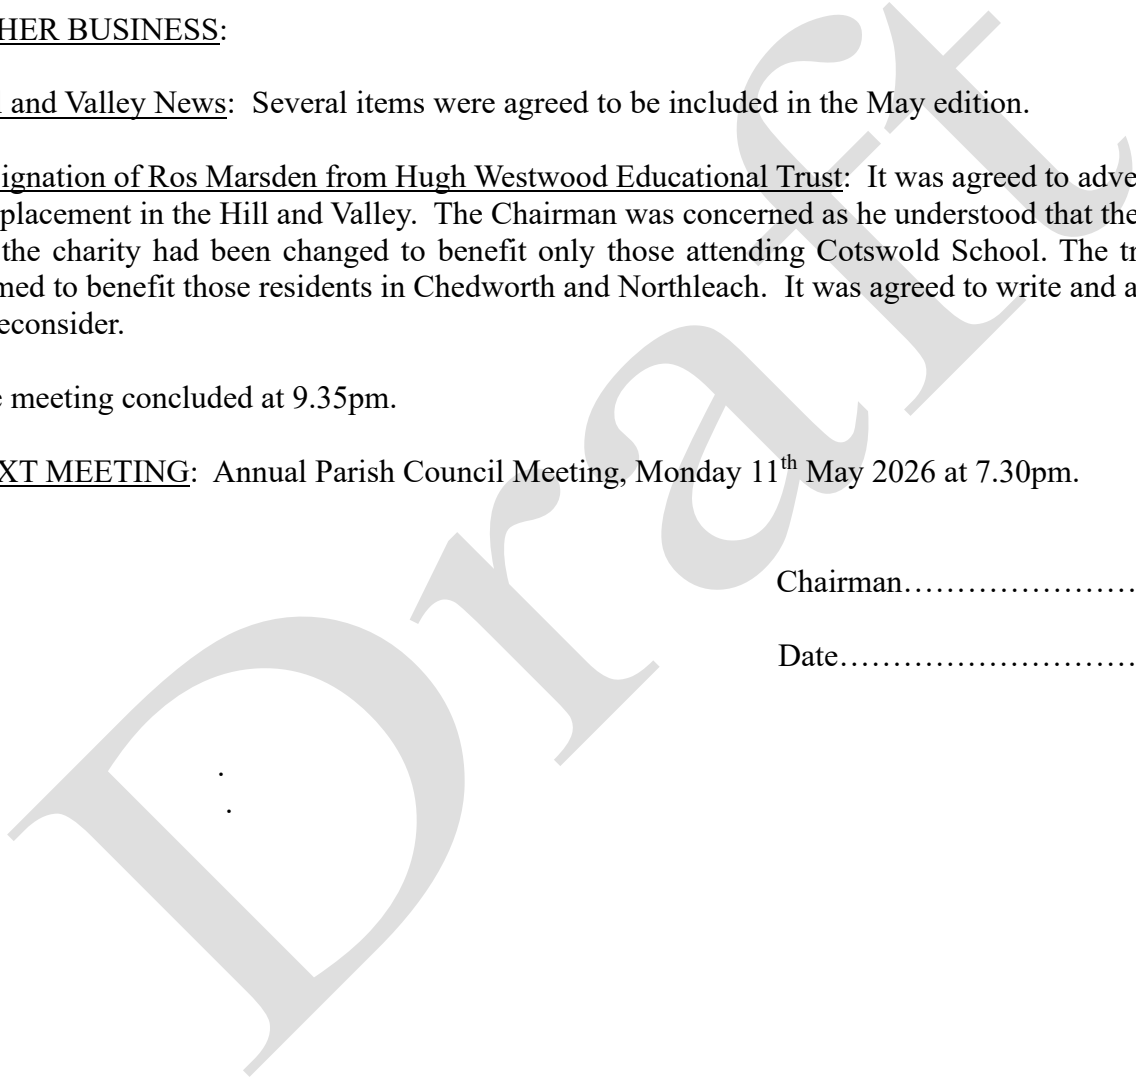 HER BUSINESS:
l and Valley News:  Several items were agreed to be included in the May edition.
ignation of Ros Marsden from Hugh Westwood Educational Trust:  It was agreed to adve
placement in the Hill and Valley.  The Chairman was concerned as he understood that the
the charity had been changed to benefit only those attending Cotswold School. The tr
med to benefit those residents in Chedworth and Northleach.  It was agreed to write and a
econsider.
e meeting concluded at 9.35pm.
XT MEETING:  Annual Parish Council Meeting, Monday 11th May 2026 at 7.30pm.
Chairman……………………
Date……………………………
.
.
Draft